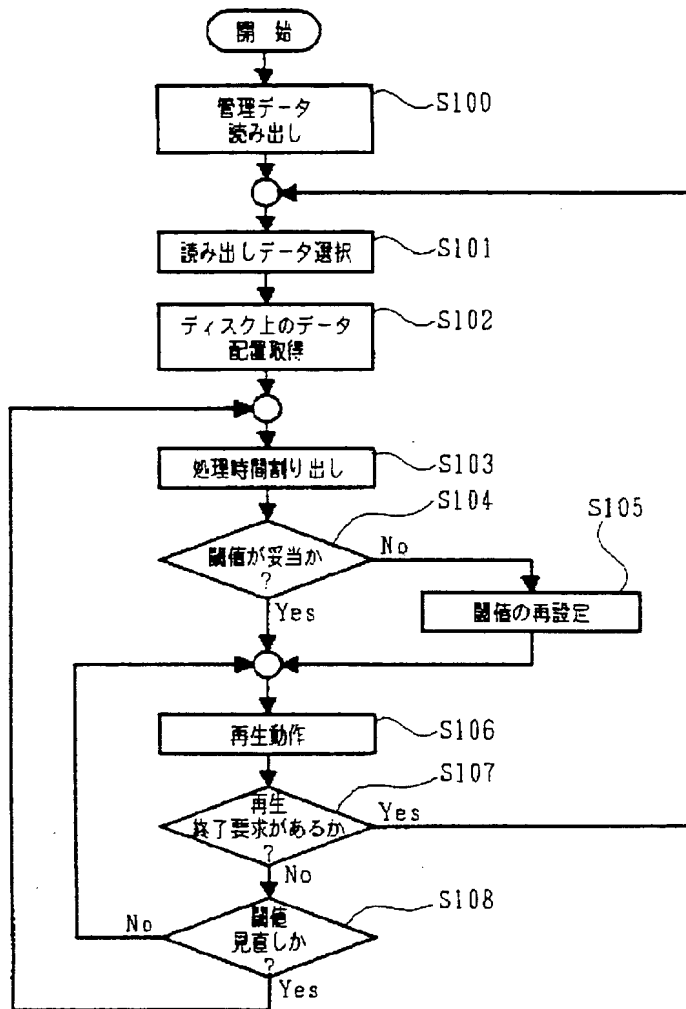 開始
管理データ
読み出し
S100
読み出しデータ選択
S101
ディスク上のデータ
配置取得
S102
処理時間割り出し
S103
S104
閾値が妥当か
?
No
Yes
S105
閾値の再設定
再生動作
S106
S107
再生
終了要求があるか
?
Yes
No
S108
閾値
見直しか
?
No
Yes